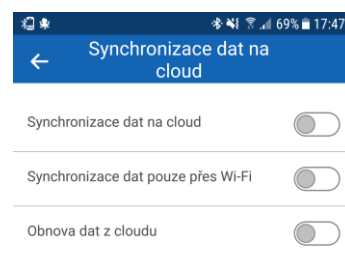 69% 17:47
Synchronizace dat na
cloud
Synchronizace dat na cloud
Synchronizace dat pouze přes Wi-Fi
Obnova dat z cloudu